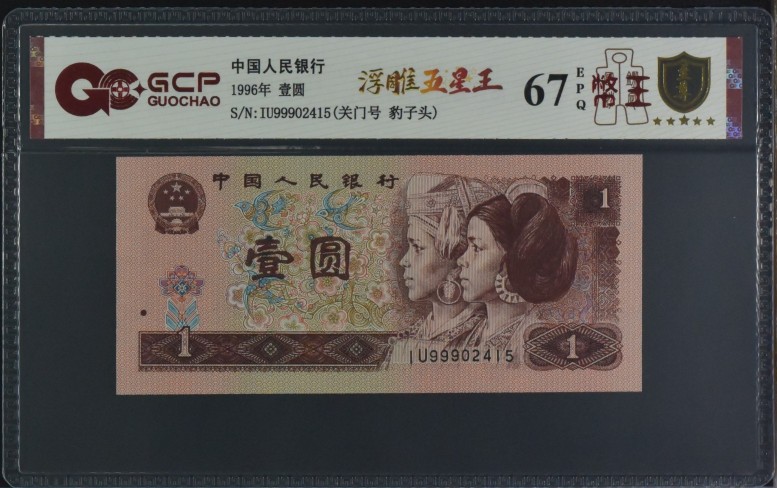 GCP
GUOCHAO
中国人民银行
1996年 壹圆
S/N:IU99902415(关门号 豹子头)
浮雕五星王
67
EPQ
中国人民银行
1
壹圆
1
IU99902415
1